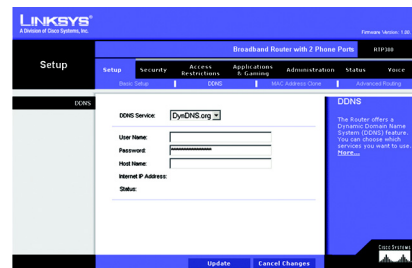 LINKSYS®
A Division of Cisco Systems, Inc.
Firmware Version: 1.00
Broadband Router with 2 Phone Ports RTP300
Setup
Setup Security Access Restrictions Applications & Gaming Administration Status Voice
Basic Setup DDNS MAC Address Clone Advanced Routing
DDNS
DDNS Service: DynDNS.org
User Name:
Password: ****************
Host Name:
Internet IP Address:
Status:
DDNS
The Router offers a
Dynamic Domain Name
System (DDNS) feature.
You can choose which
services you want to use.
More...
Update Cancel Changes
CISCO SYSTEMS